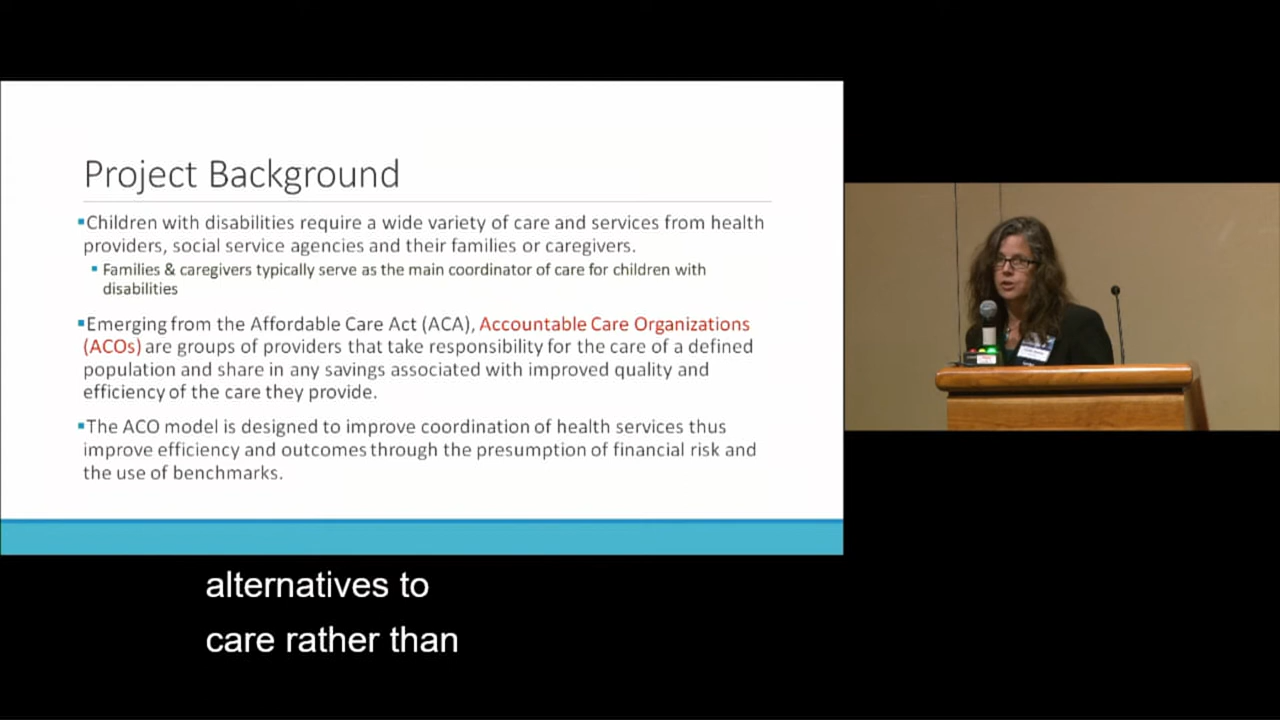 Project Background
▪Children with disabilities require a wide variety of care and services from health
providers, social service agencies and their families or caregivers.
▪ Families & caregivers typically serve as the main coordinator of care for children with
disabilities
▪Emerging from the Affordable Care Act (ACA), Accountable Care Organizations
(ACOs) are groups of providers that take responsibility for the care of a defined
population and share in any savings associated with improved quality and
efficiency of the care they provide.
▪The ACO model is designed to improve coordination of health services thus
improve efficiency and outcomes through the presumption of financial risk and
the use of benchmarks.
alternatives to
care rather than